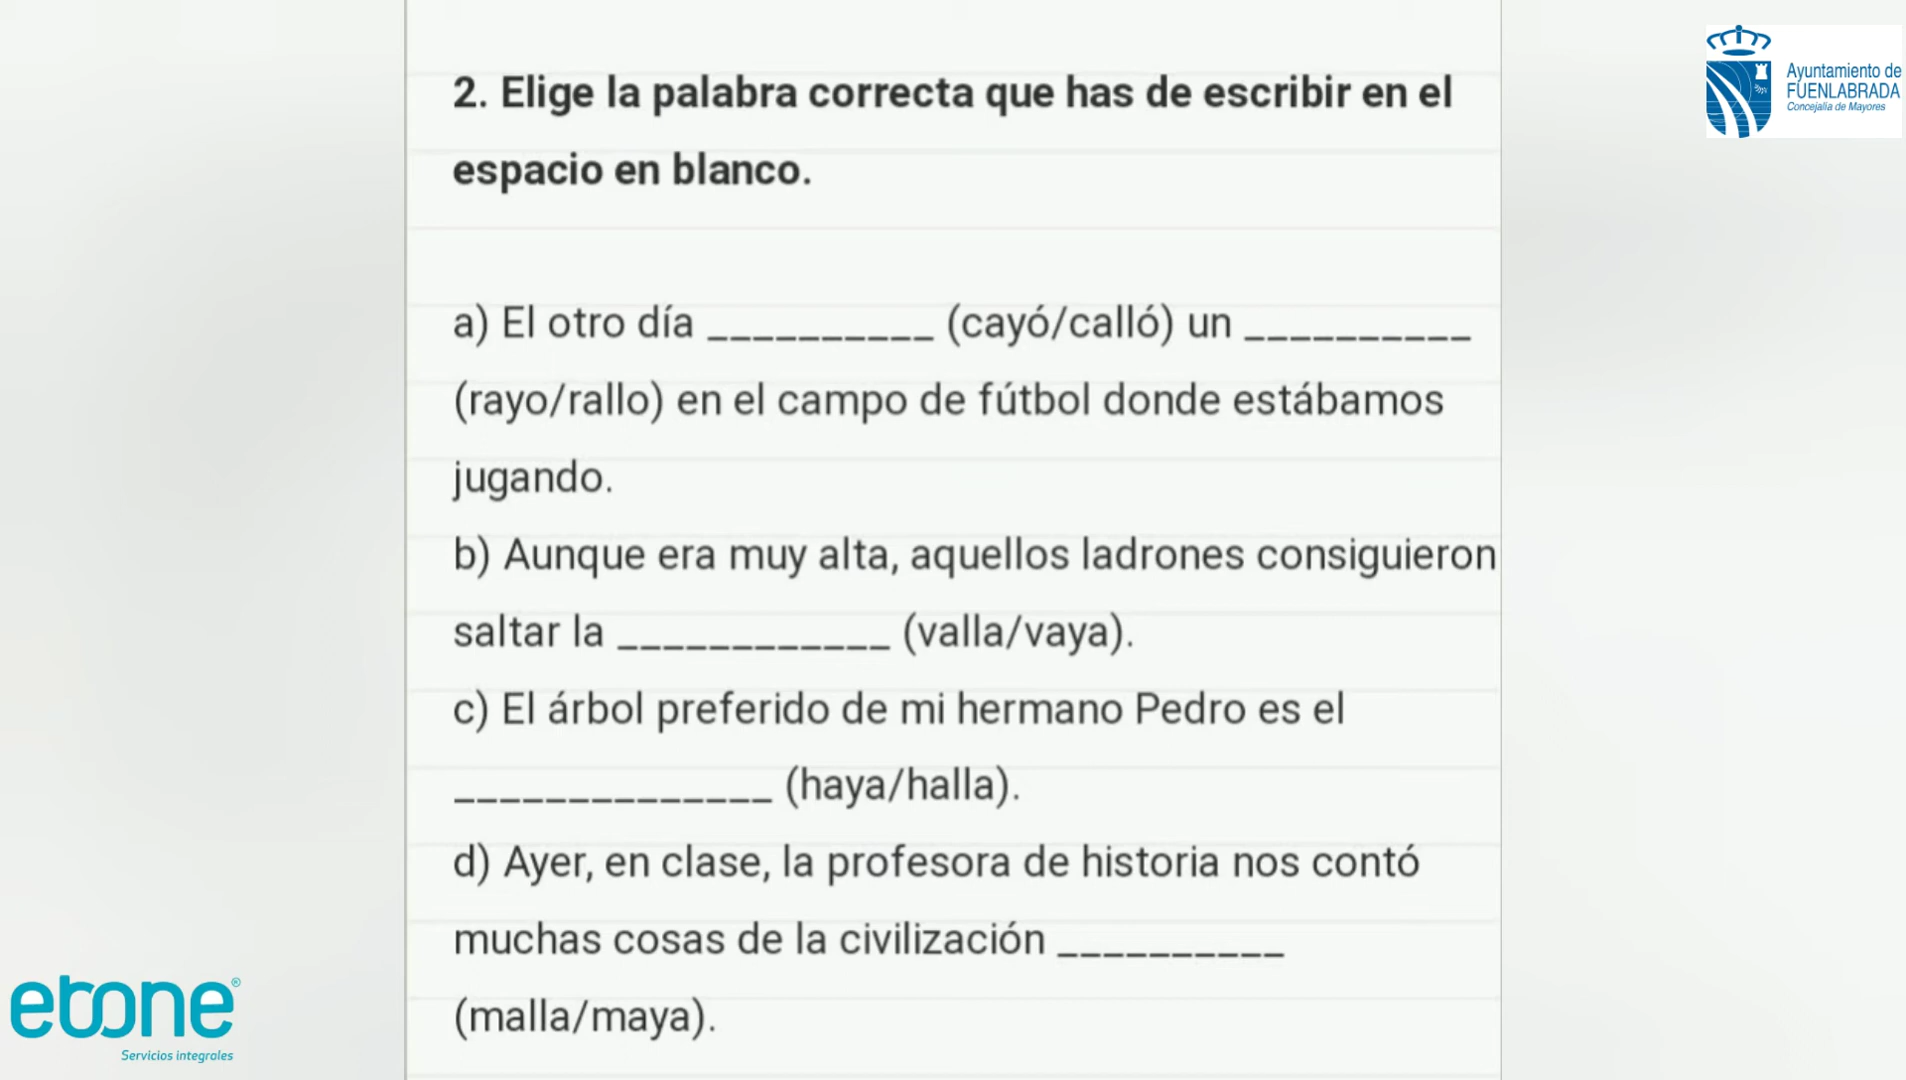 2. Elige la palabra correcta que has de escribir en el
espacio en blanco.
a) El otro día __________ (cayó/calló) un __________
(rayo/rallo) en el campo de fútbol donde estábamos
jugando.
b) Aunque era muy alta, aquellos ladrones consiguieron
saltar la ____________ (valla/vaya).
c) El árbol preferido de mi hermano Pedro es el
______________ (haya/halla).
d) Ayer, en clase, la profesora de historia nos contó
muchas cosas de la civilización __________
(malla/maya).
Ayuntamiento de
FUENLABRADA
Concejalía de Mayores
ebone®
Servicios integrales